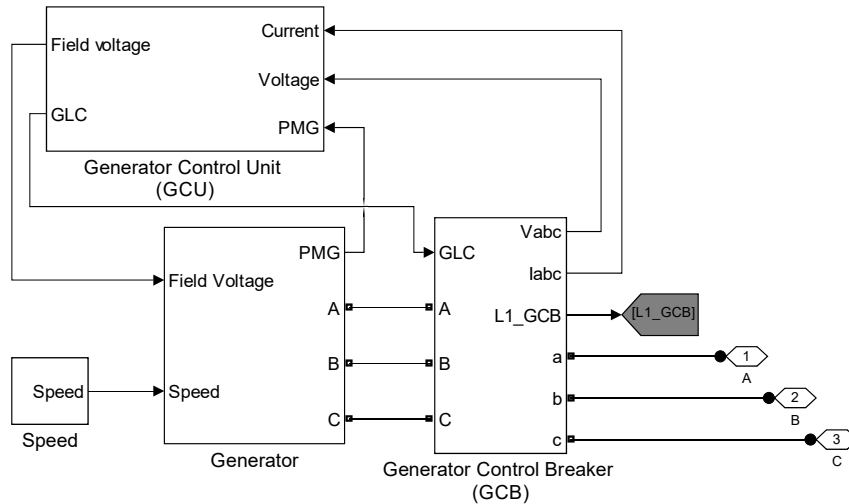 Field voltage
GLC
Current
Voltage
PMG
Generator Control Unit
(GCU)
Field Voltage
Speed
PMG
A
B
C
Generator
Speed
Speed
GLC
A
B
C
Vabc
Iabc
L1_GCB
a
b
c
Generator Control Breaker
(GCB)
[L1_GCB]
1
A
2
B
3
C